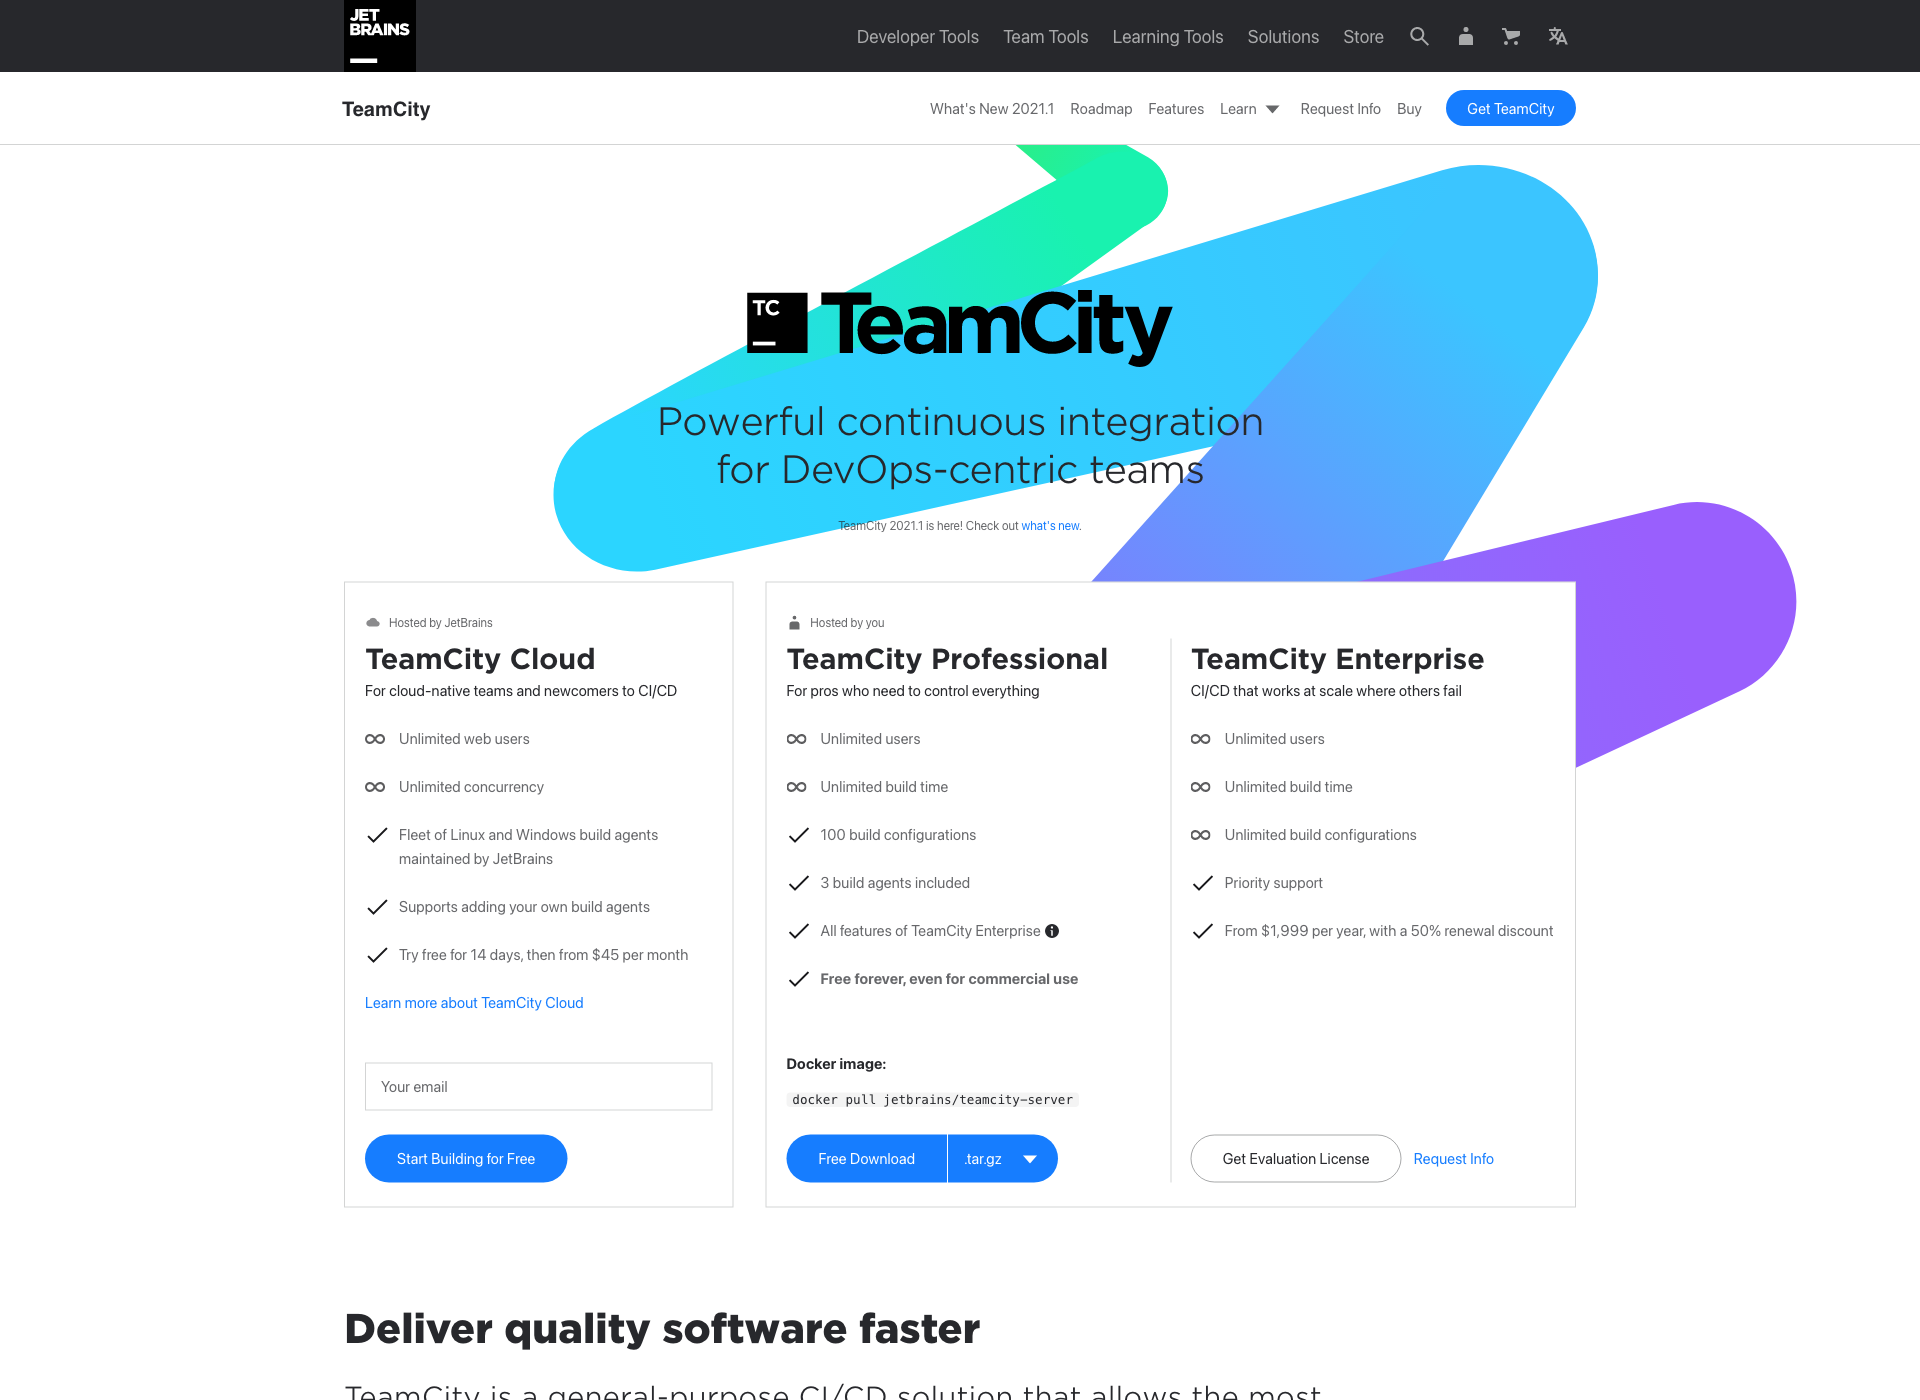 JET
BRAINS
Developer Tools Team Tools Learning Tools Solutions Store
TeamCity
What's New 2021.1 Roadmap Features Learn Request Info Buy Get TeamCity
TC TeamCity
Powerful continuous integration
for DevOps-centric teams
TeamCity 2021.1 is here! Check out what's new.
Hosted by JetBrains
TeamCity Cloud
For cloud-native teams and newcomers to CI/CD
Unlimited web users
Unlimited concurrency
Fleet of Linux and Windows build agents
maintained by JetBrains
Supports adding your own build agents
Try free for 14 days, then from $45 per month
Learn more about TeamCity Cloud
Your email
Start Building for Free
Hosted by you
TeamCity Professional
For pros who need to control everything
Unlimited users
Unlimited build time
100 build configurations
3 build agents included
All features of TeamCity Enterprise
Free forever, even for commercial use
Docker image:
docker pull jetbrains/teamcity-server
Free Download .tar.gz
TeamCity Enterprise
CI/CD that works at scale where others fail
Unlimited users
Unlimited build time
Unlimited build configurations
Priority support
From $1,999 per year, with a 50% renewal discount
Get Evaluation License Request Info
Deliver quality software faster
TeamCity is a general-purpose CI/CD solution that allows the most